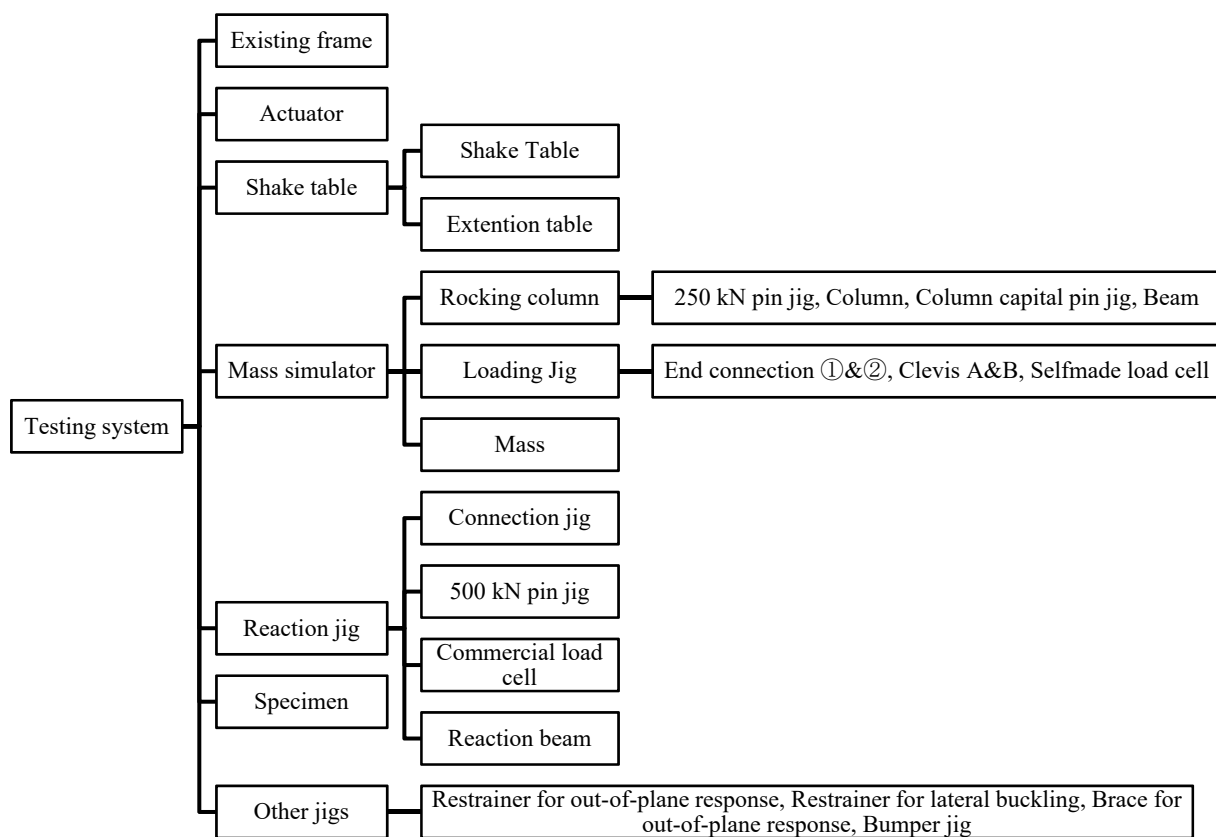 Existing frame
Actuator
Shake table
Shake Table
Extention table
Rocking column
250 kN pin jig, Column, Column capital pin jig, Beam
Mass simulator
Loading Jig
End connection ①&②, Clevis A&B, Selfmade load cell
Mass
Testing system
Connection jig
500 kN pin jig
Reaction jig
Commercial load
cell
Reaction beam
Specimen
Other jigs
Restrainer for out-of-plane response, Restrainer for lateral buckling, Brace for
out-of-plane response, Bumper jig